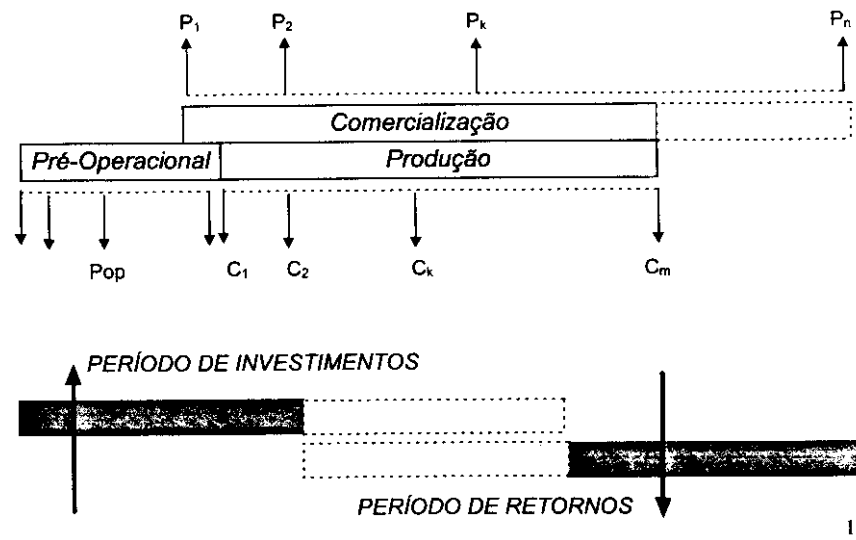 P₁ P₂ Pₖ Pₙ
Comercialização
Pré-Operacional Produção
Pop C₁ C₂ Cₖ Cₘ
PERÍODO DE INVESTIMENTOS
PERÍODO DE RETORNOS
1